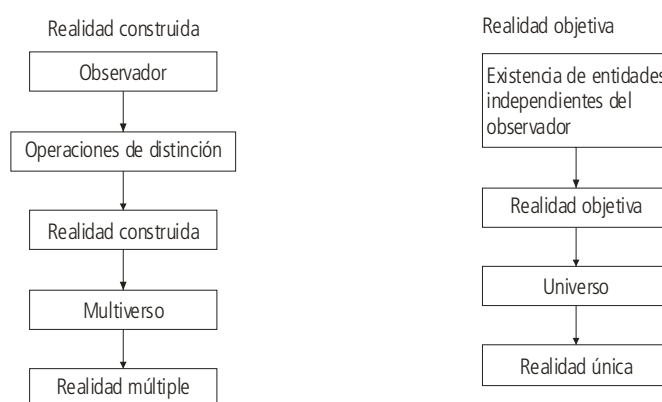 Realidad construida
Observador
Operaciones de distinción
Realidad construida
Multiverso
Realidad múltiple
Realidad objetiva
Existencia de entidades
independientes del
observador
Realidad objetiva
Universo
Realidad única